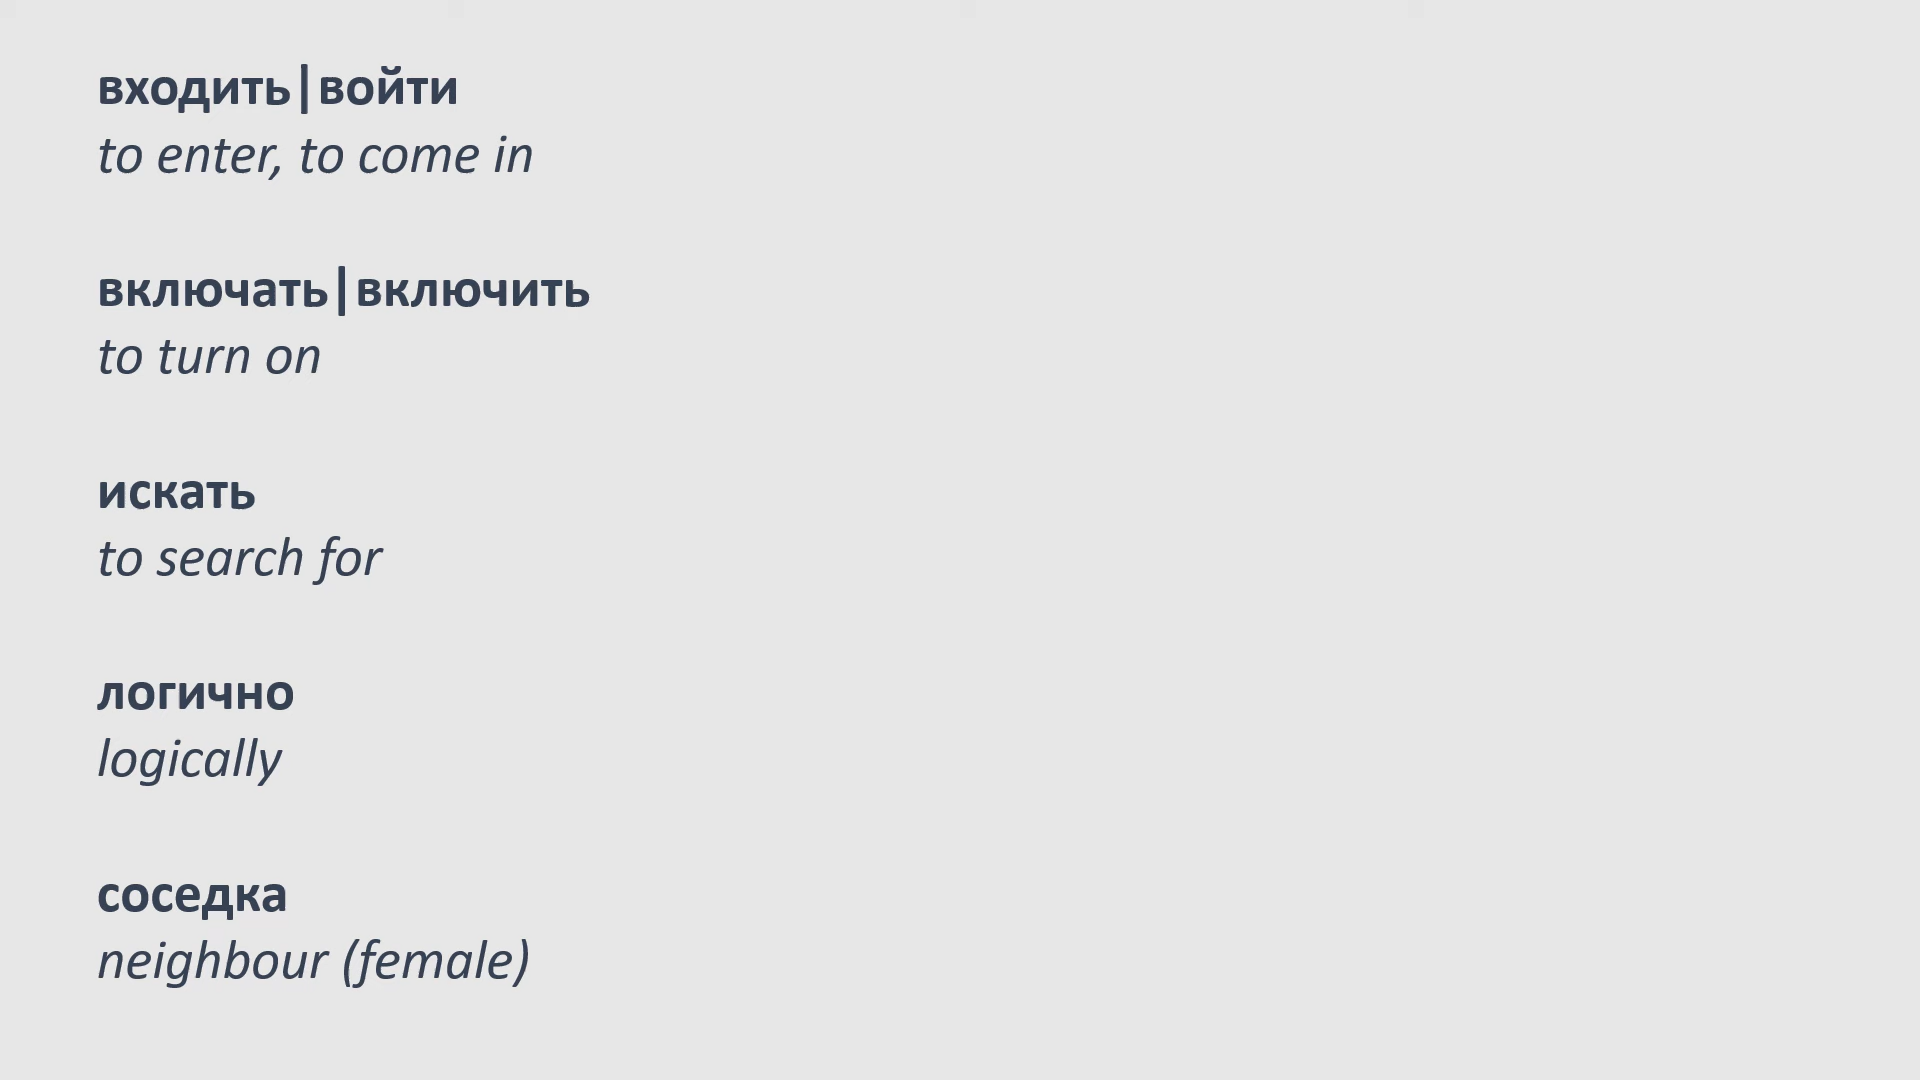 входить|войти
to enter, to come in
включать|включить
to turn on
искать
to search for
логично
logically
соседка
neighbour (female)